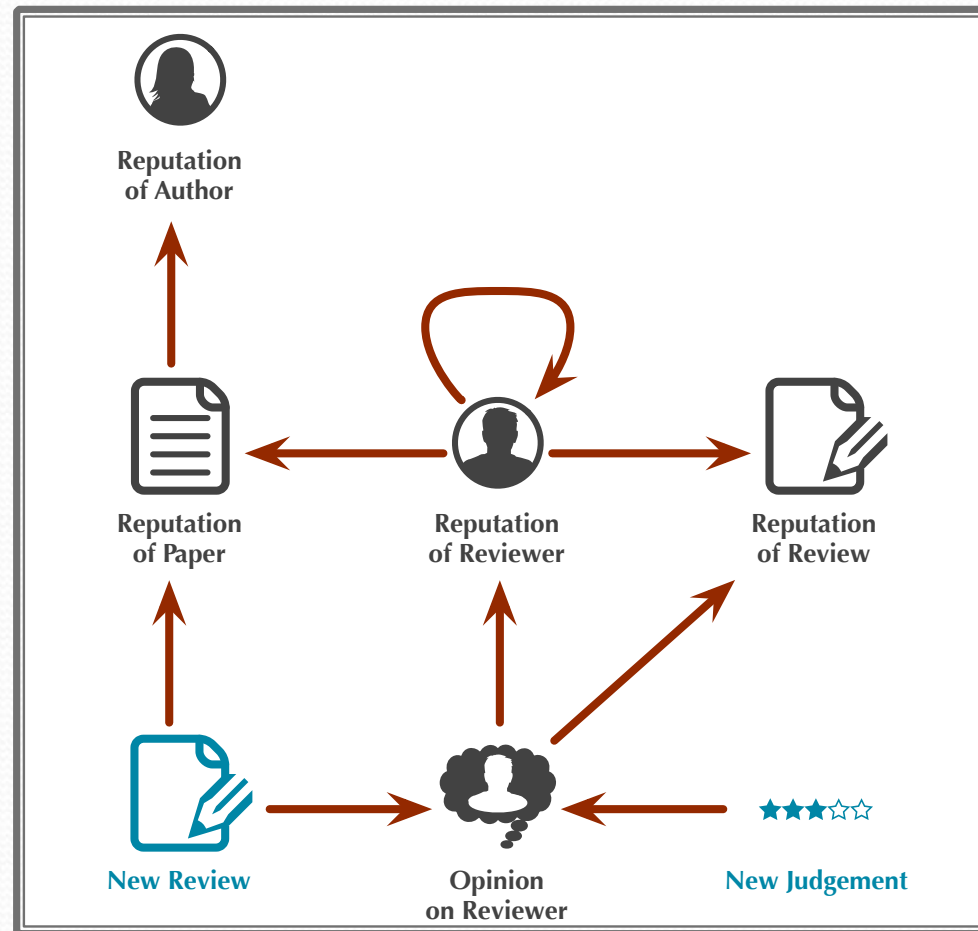 Reputation
of Author
Reputation
of Paper
Reputation
of Reviewer
Reputation
of Review
New Review
Opinion
on Reviewer
New Judgement